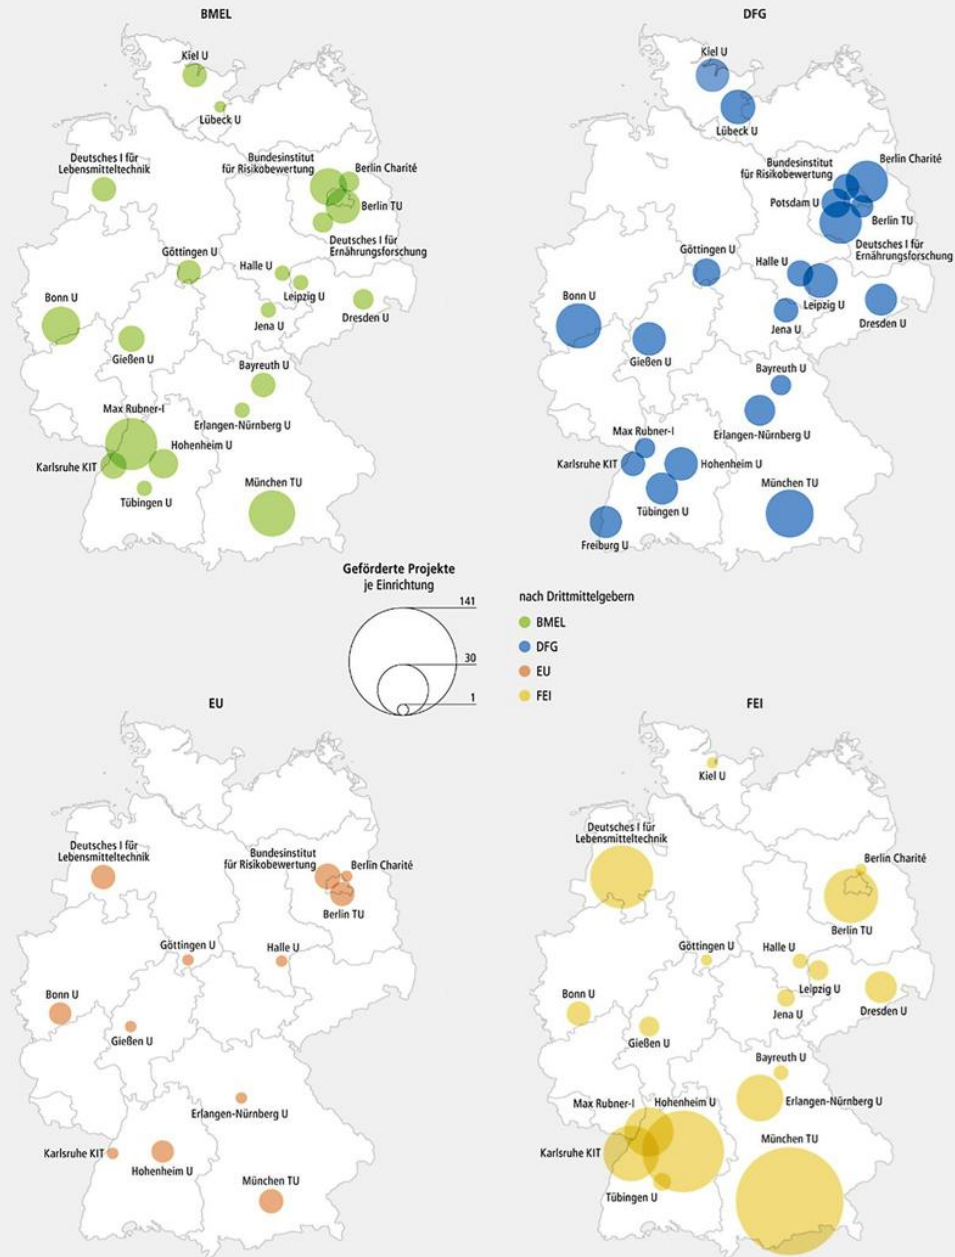 BMEL
Kiel U
Lübeck U
Deutsches I für
Lebensmitteltechnik
Bundesinstitut
für Risikobewertung
Berlin Charité
Berlin TU
Deutsches I für
Ernährungsforschung
Göttingen U
Halle U
Leipzig U
Dresden U
Jena U
Bonn U
Gießen U
Bayreuth U
Erlangen-Nürnberg U
Max Rubner-I
Hohenheim U
Karlsruhe KIT
Tübingen U
München TU
DFG
Kiel U
Lübeck U
Bundesinstitut
für Risikobewertung
Berlin Charité
Potsdam U
Berlin TU
Deutsches I für
Ernährungsforschung
Göttingen U
Halle U
Leipzig U
Dresden U
Jena U
Bonn U
Gießen U
Bayreuth U
Erlangen-Nürnberg U
Max Rubner-I
Karlsruhe KIT
Hohenheim U
Tübingen U
München TU
Freiburg U
Geförderte Projekte
je Einrichtung
141
30
1
nach Drittmittelgebern
BMEL
DFG
EU
FEI
EU
Deutsches I für
Lebensmitteltechnik
Bundesinstitut
für Risikobewertung
Berlin Charité
Berlin TU
Göttingen U
Halle U
Bonn U
Gießen U
Erlangen-Nürnberg U
Karlsruhe KIT
Hohenheim U
München TU
FEI
Kiel U
Deutsches I für
Lebensmitteltechnik
Berlin Charité
Berlin TU
Göttingen U
Halle U
Leipzig U
Dresden U
Jena U
Bonn U
Gießen U
Bayreuth U
Erlangen-Nürnberg U
Max Rubner-I
Hohenheim U
Karlsruhe KIT
Tübingen U
München TU